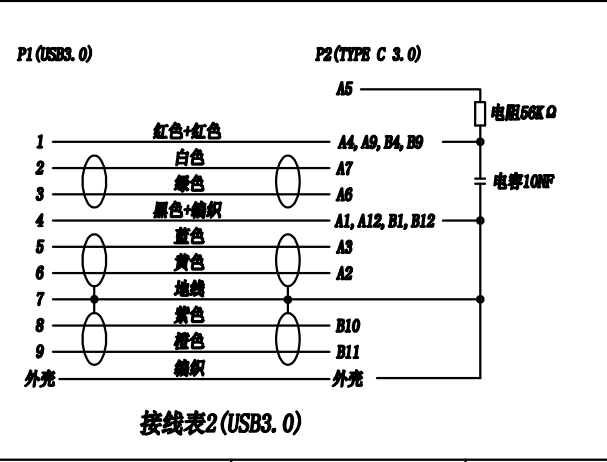 P1(USB3.0) P2(TYPE C 3.0)
A5
电阻56KΩ
1 红色+红色 A4,A9,B4,B9
2 白色 A7
电容10NF
3 绿色 A6
4 黑色+编织 A1,A12,B1,B12
5 蓝色 A3
6 黄色 A2
7 地线
8 紫色 B10
9 橙色 B11
外壳 编织 外壳
接线表2(USB3.0)